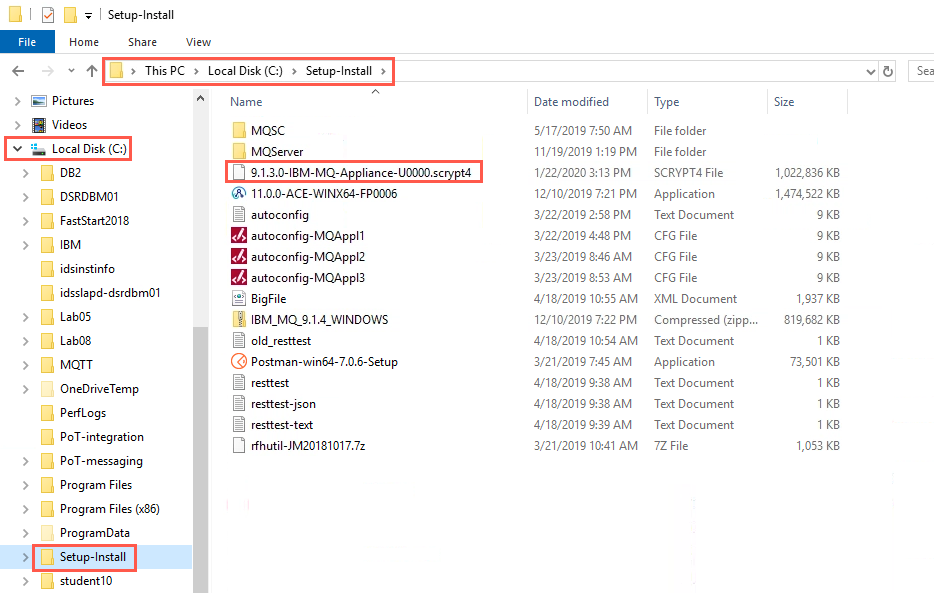 Setup-Install
File Home Share View
This PC Local Disk (C:) Setup-Install Sea
Pictures
Videos
Local Disk (C:)
DB2
DSRDBM01
FastStart2018
IBM
idsinstinfo
idsslapd-dsrdbm01
Lab05
Lab08
MQTT
OneDriveTemp
PerfLogs
PoT-integration
PoT-messaging
Program Files
Program Files (x86)
ProgramData
Setup-Install
student10
Name Date modified Type Size
MQSC 5/17/2019 7:50 AM File folder
MQServer 11/19/2019 1:19 PM File folder
9.1.3.0-IBM-MQ-Appliance-U0000.scrypt4 1/22/2020 3:13 PM SCRYPT4 File 1,022,836 KB
11.0.0-ACE-WINX64-FP0006 12/10/2019 7:21 PM Application 1,474,522 KB
autoconfig 3/22/2019 2:58 PM Text Document 9 KB
autoconfig-MQAppl1 3/22/2019 4:48 PM CFG File 9 KB
autoconfig-MQAppl2 3/23/2019 8:46 AM CFG File 9 KB
autoconfig-MQAppl3 3/23/2019 8:53 AM CFG File 9 KB
BigFile 4/18/2019 10:55 AM XML Document 1,937 KB
IBM_MQ_9.1.4_WINDOWS 12/10/2019 7:22 PM Compressed (zipp... 819,682 KB
old_resttest 4/18/2019 10:54 AM Text Document 1 KB
Postman-win64-7.0.6-Setup 3/21/2019 7:45 AM Application 73,501 KB
resttest 4/18/2019 9:38 AM Text Document 1 KB
resttest-json 4/18/2019 9:38 AM Text Document 1 KB
resttest-text 4/18/2019 9:39 AM Text Document 1 KB
rfhutil-JM20181017.7z 3/21/2019 10:41 AM 7Z File 1,053 KB